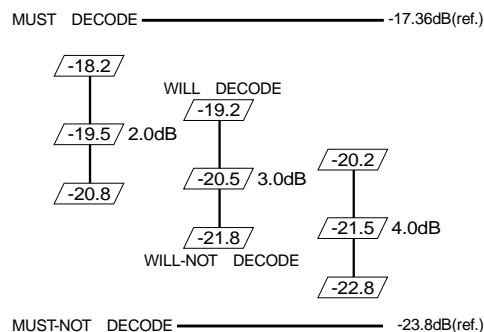 MUST DECODE -17.36dB(ref.)
-18.2
WILL DECODE
-19.2
-19.5 2.0dB
-20.2
-20.5 3.0dB
-20.8
-21.5 4.0dB
-21.8
WILL-NOT DECODE
-22.8
MUST-NOT DECODE -23.8dB(ref.)